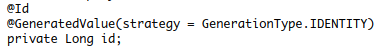 @Id
@GeneratedValue(strategy = GenerationType.IDENTITY)
private Long id;